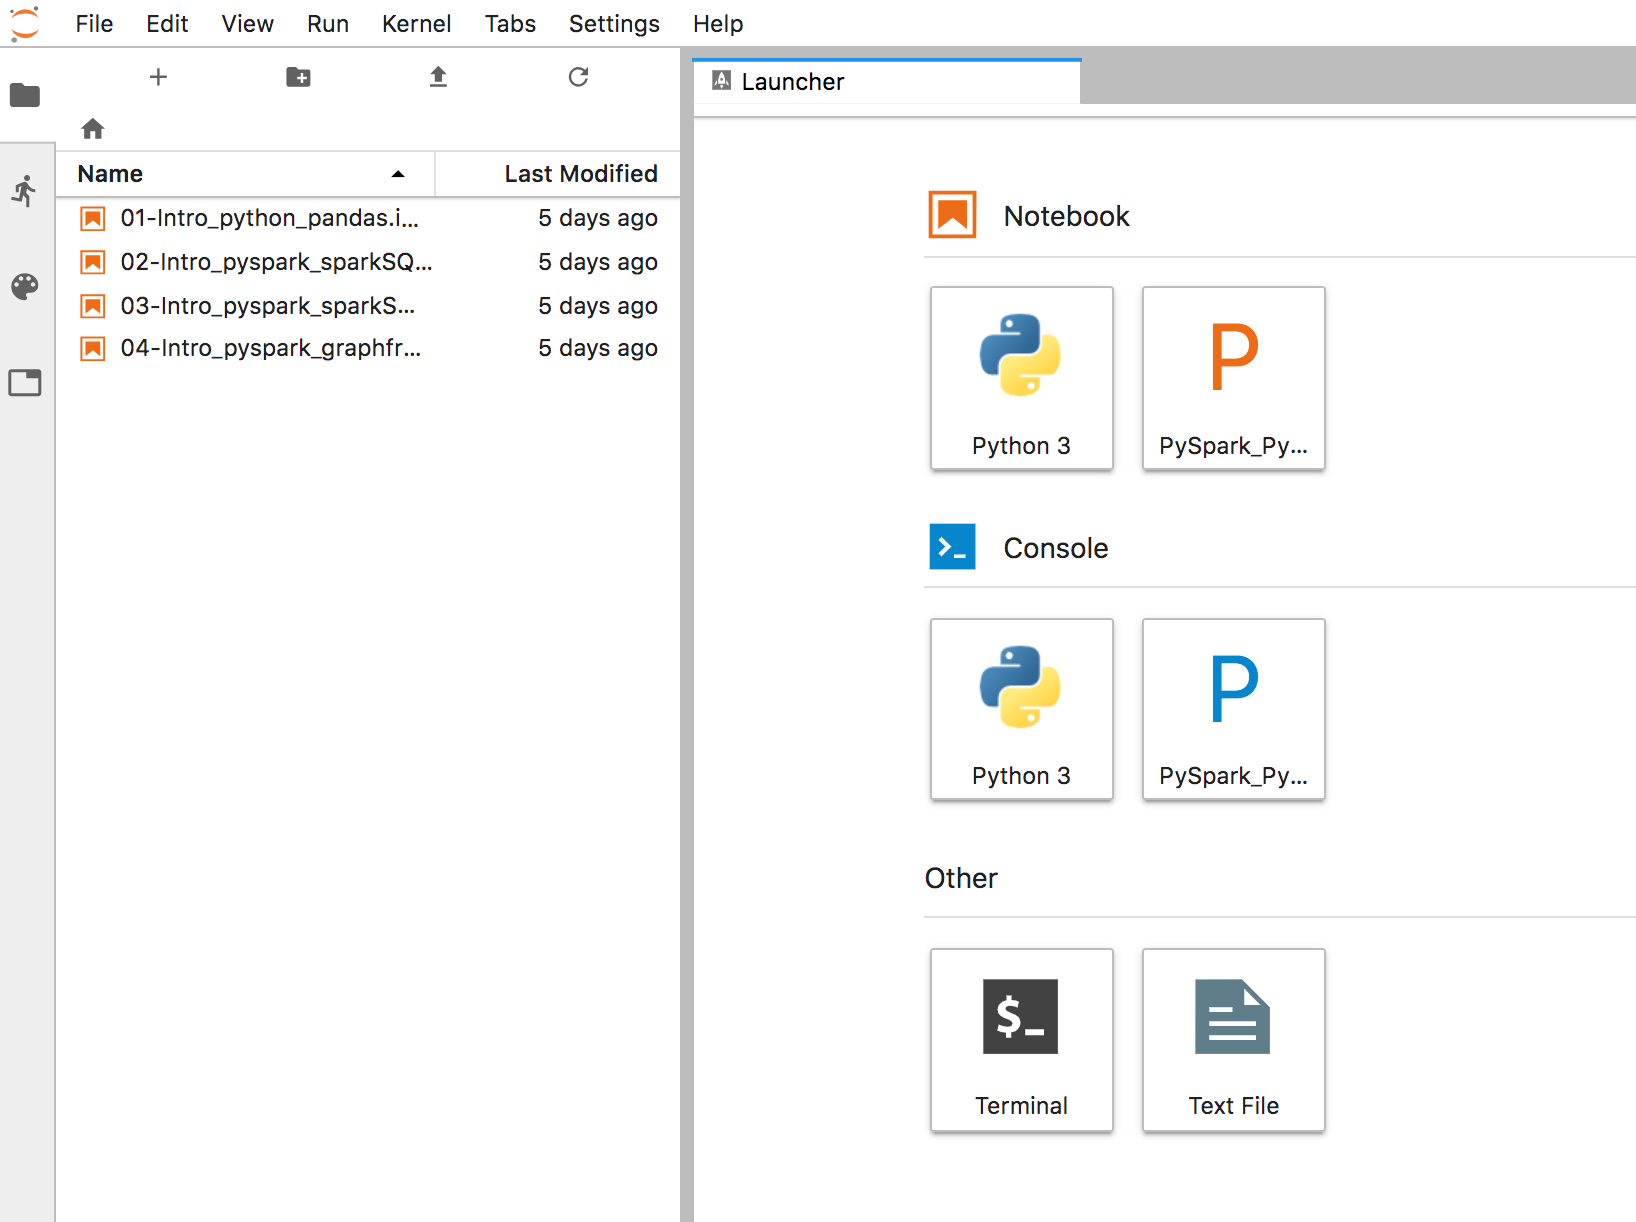 File Edit View Run Kernel Tabs Settings Help
Launcher
Name Last Modified
01-Intro_python_pandas.i... 5 days ago
02-Intro_pyspark_sparkSQ... 5 days ago
03-Intro_pyspark_sparkS... 5 days ago
04-Intro_pyspark_graphfr... 5 days ago
Notebook
Python 3 PySpark_Py...
P
Console
P
Python 3 PySpark_Py...
Other
$_
Terminal Text File